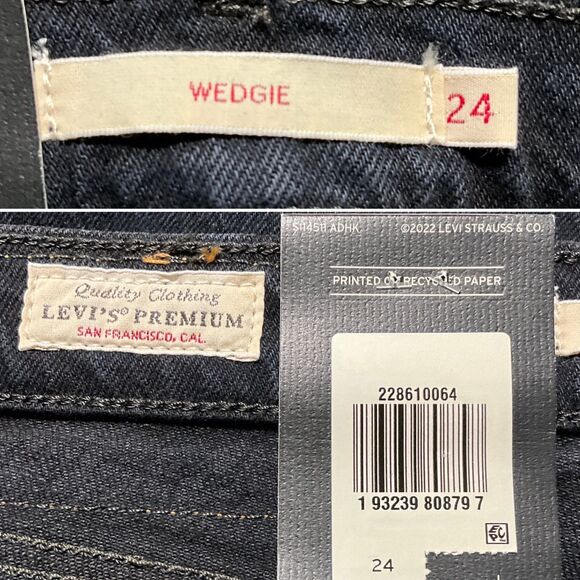 WEDGIE
24
Quality Clothing
LEVI'S® PREMIUM
SAN FRANCISCO, CAL.
ADHK ©2022 LEVI STRAUSS & CO.
PRINTED ON RECYCLED PAPER
228610064
1 93239 80879 7
24